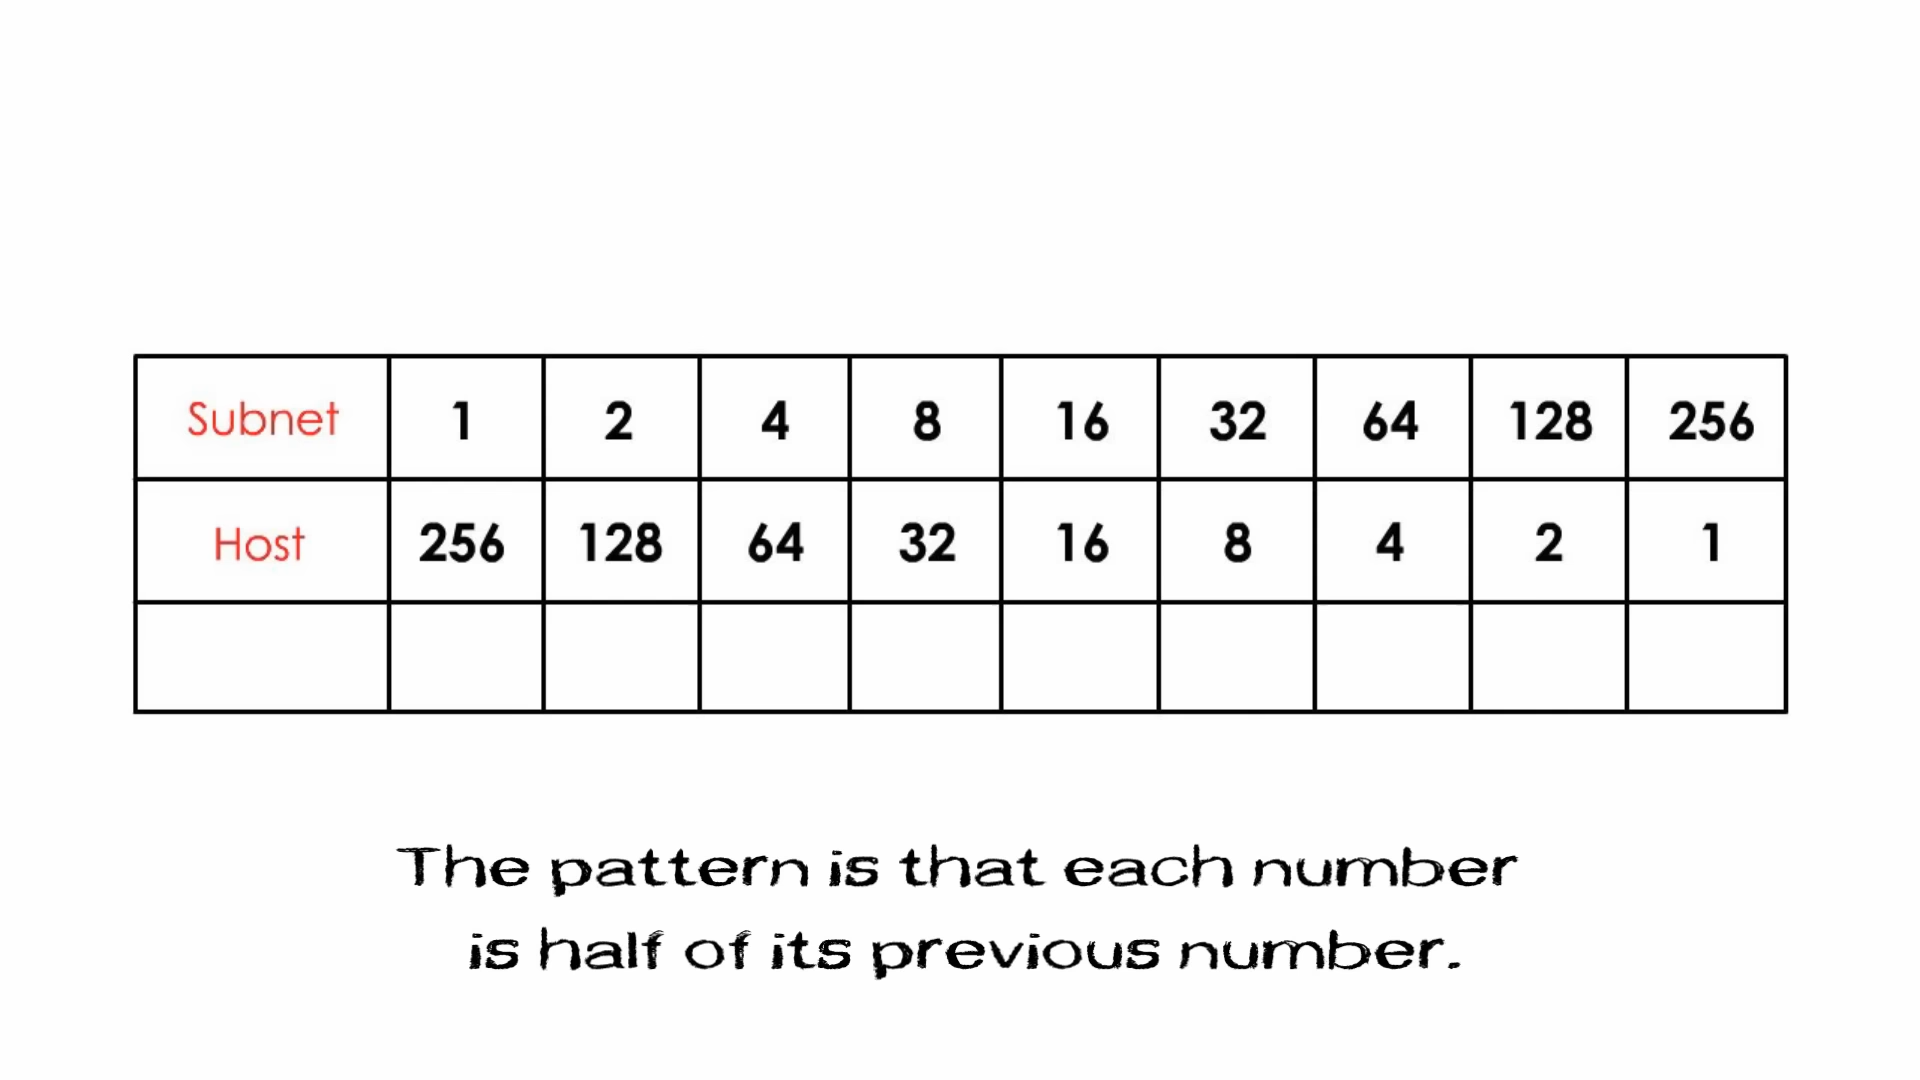 Subnet 1 2 4 8 16 32 64 128 256
Host 256 128 64 32 16 8 4 2 1
The pattern is that each number
is half of its previous number.